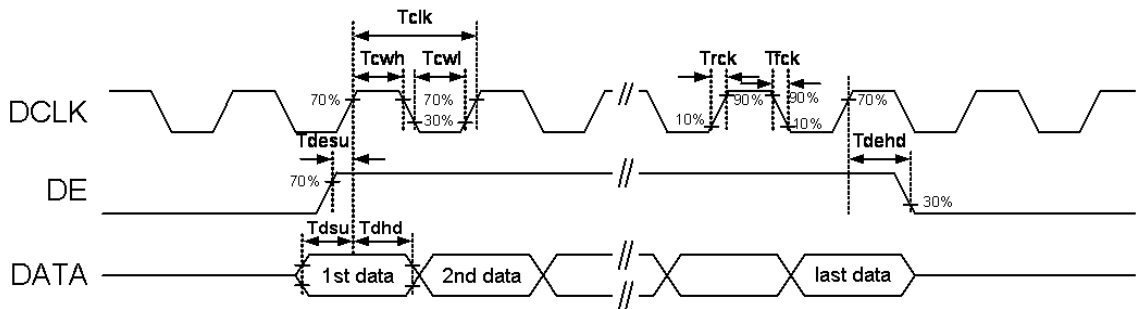 Tclk
Tcwh Tcwl Trck Tfck
DCLK 70% 70% 30% 10% 90% 90% 10% 70%
Tdesu Tdehd
DE 70% 30%
Tdsu Tdhd
DATA 1st data 2nd data last data